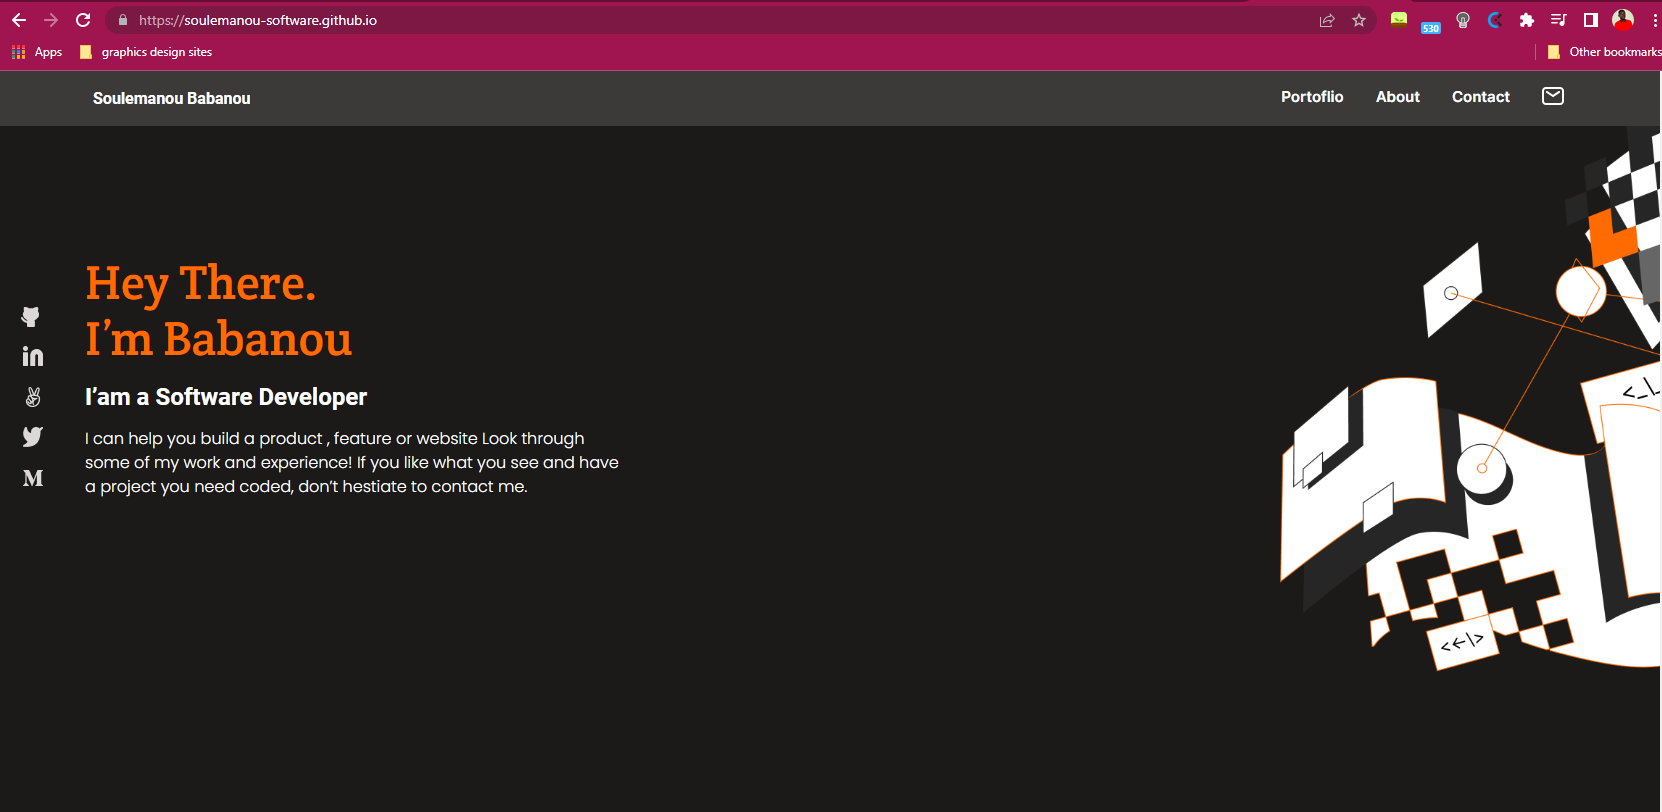 https://soulemanou-software.github.io
530
Apps
graphics design sites
Other bookmarks
Soulemanou Babanou
Portoflio
About
Contact
Hey There.
I’m Babanou
I’am a Software Developer
I can help you build a product , feature or website Look through
some of my work and experience! If you like what you see and have
a project you need coded, don’t hestiate to contact me.
in
M
<_\_
<←|>